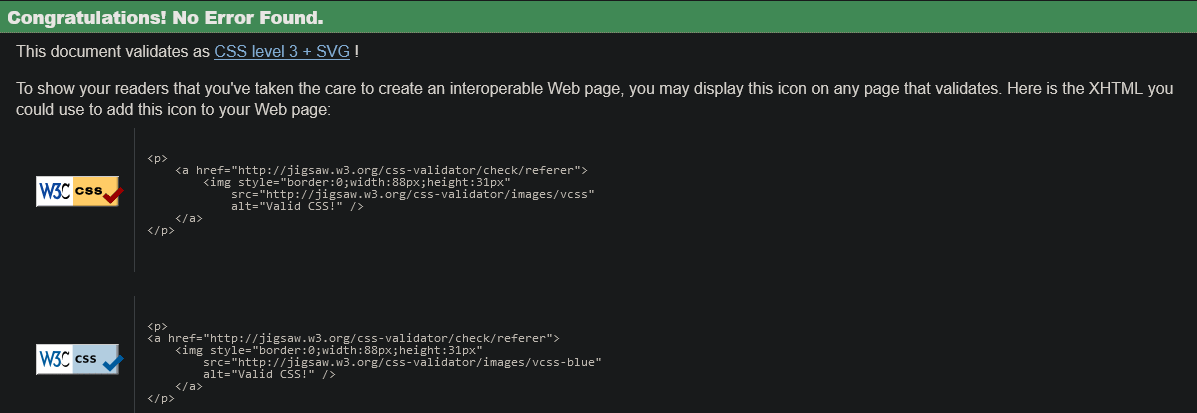 Congratulations! No Error Found.
This document validates as CSS level 3 + SVG !
To show your readers that you've taken the care to create an interoperable Web page, you may display this icon on any page that validates. Here is the XHTML you
could use to add this icon to your Web page:
W3C css
<p>
    <a href="http://jigsaw.w3.org/css-validator/check/referer">
        <img style="border:0;width:88px;height:31px"
            src="http://jigsaw.w3.org/css-validator/images/vcss"
            alt="Valid CSS!" />
    </a>
</p>
W3C css
<p>
<a href="http://jigsaw.w3.org/css-validator/check/referer">
    <img style="border:0;width:88px;height:31px"
        src="http://jigsaw.w3.org/css-validator/images/vcss-blue"
        alt="Valid CSS!" />
    </a>
</p>